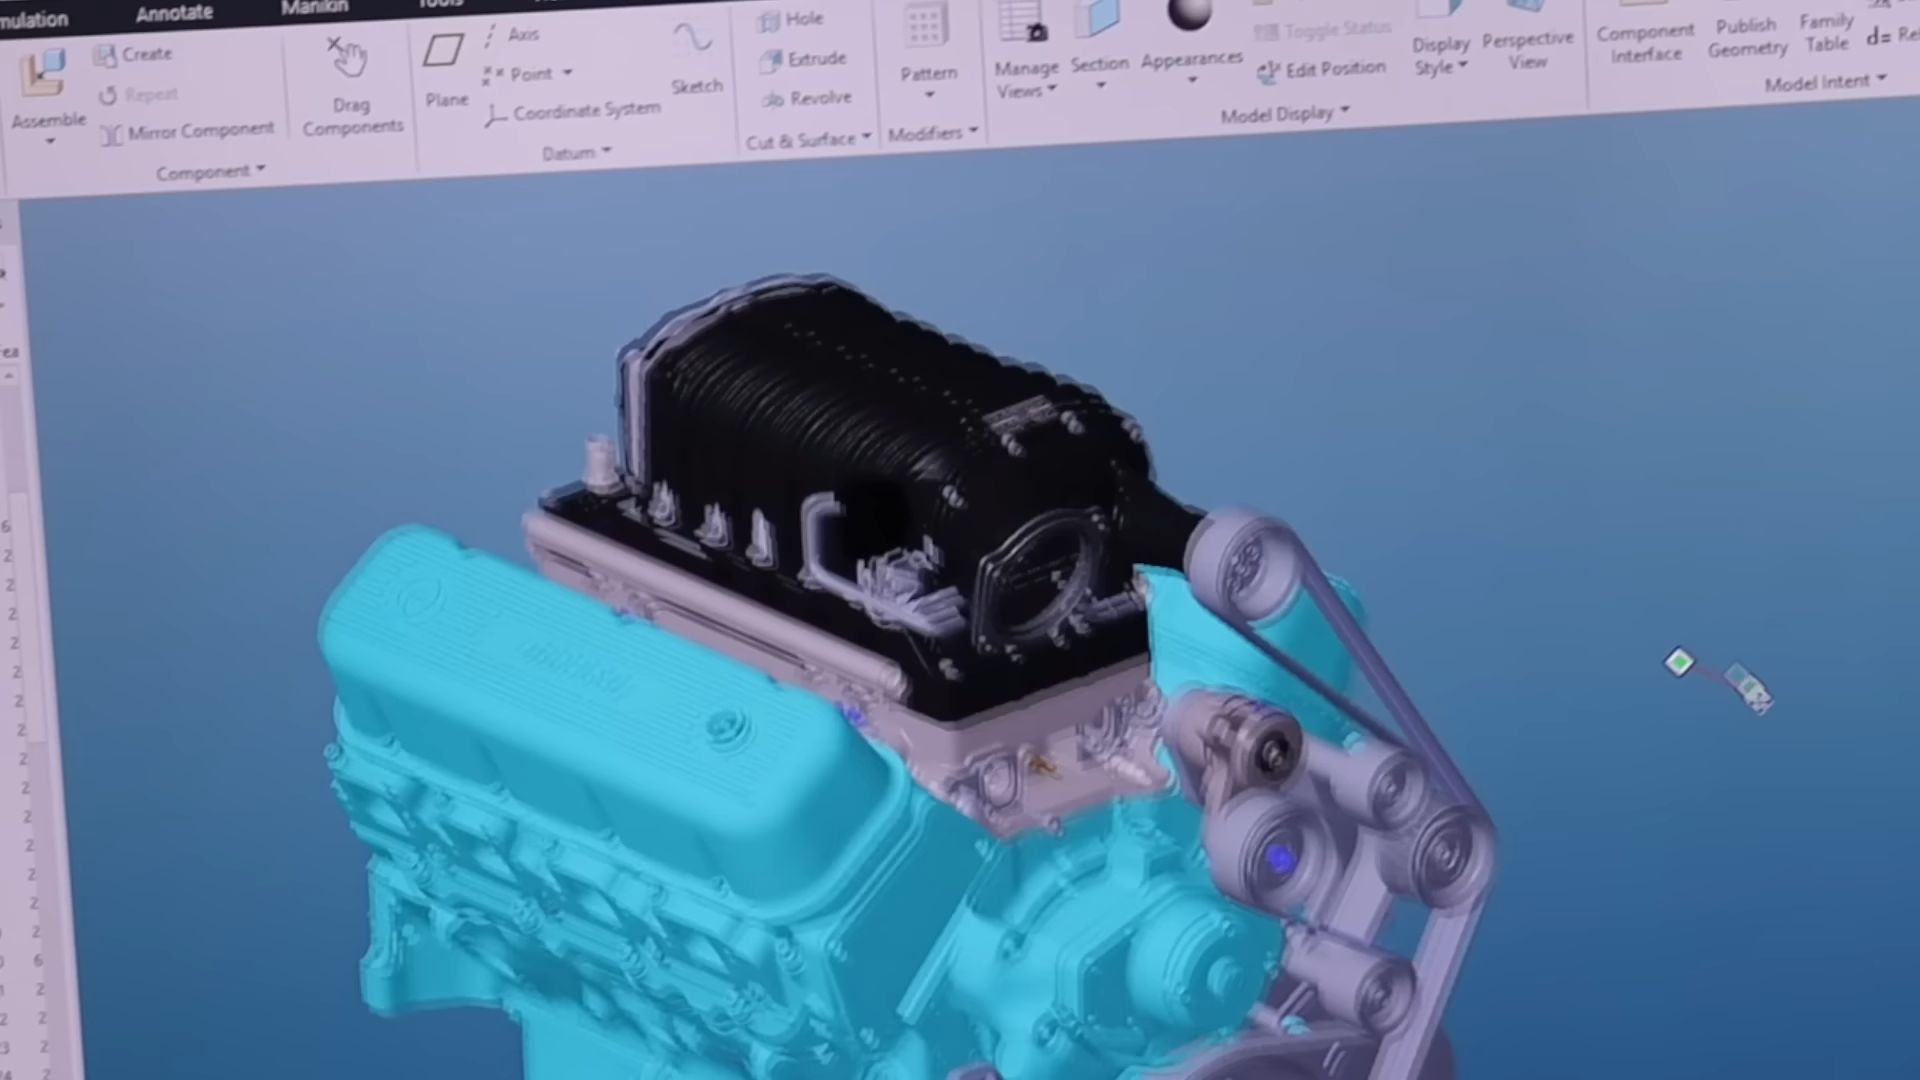 Annotate
Manikin
Assemble
Create
Repeat
Mirror Component
Component
Drag
Components
Plane
Axis
Point
Coordinate System
Datum
Sketch
Hole
Extrude
Revolve
Cut & Surface
Pattern
Modifiers
Manage
Views
Section
Appearances
Toggle Status
Edit Position
Display
Style
Perspective
View
Model Display
Component
Interface
Publish
Geometry
Family
Table
d=
Model Intent